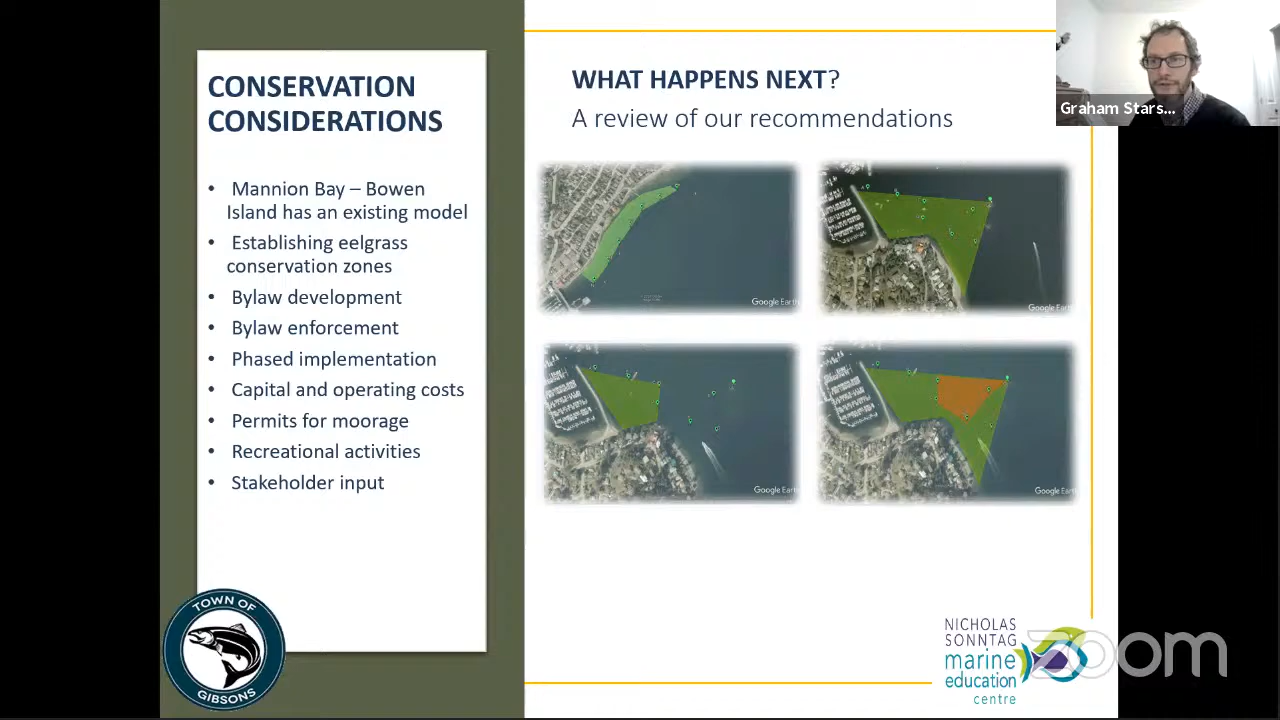 CONSERVATION
CONSIDERATIONS
• Mannion Bay – Bowen
Island has an existing model
• Establishing eelgrass
conservation zones
• Bylaw development
• Bylaw enforcement
• Phased implementation
• Capital and operating costs
• Permits for moorage
• Recreational activities
• Stakeholder input
TOWN OF
GIBSONS
WHAT HAPPENS NEXT?
A review of our recommendations
Google Earth
Google Eart
Google Earth
Google Eart
NICHOLAS
SONNTAG
marine
education
centre
zoom
Graham Stars...